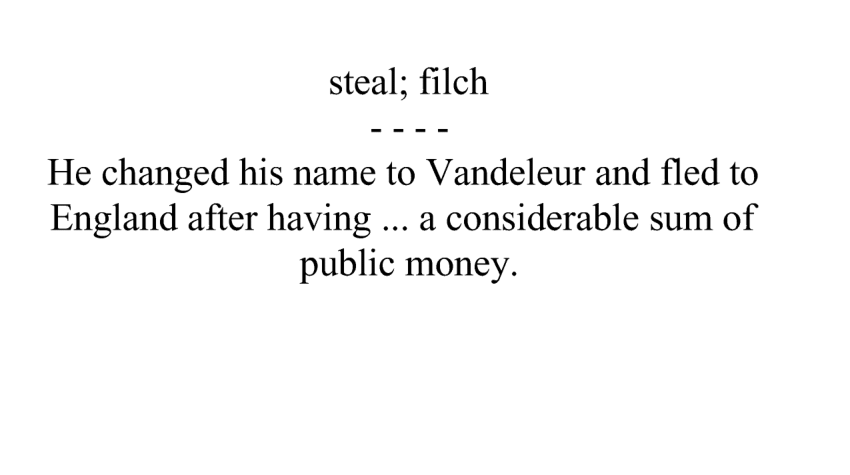 steal; filch
- - - -
He changed his name to Vandeleur and fled to
England after having ... a considerable sum of
public money.